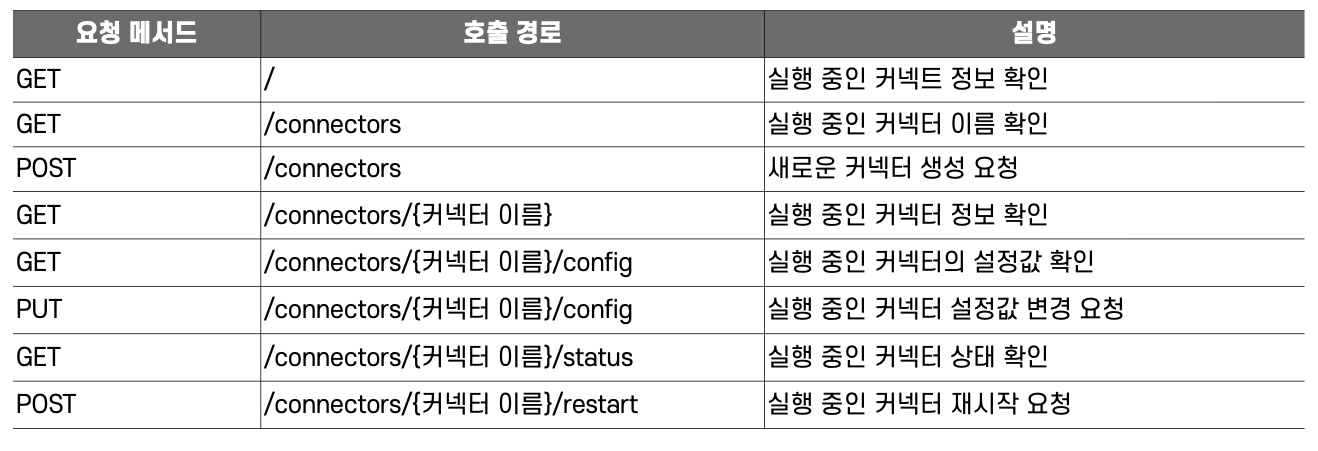 요청 메서드 호출 경로 설명
GET / 실행 중인 커넥트 정보 확인
GET /connectors 실행 중인 커넥터 이름 확인
POST /connectors 새로운 커넥터 생성 요청
GET /connectors/{커넥터 이름} 실행 중인 커넥터 정보 확인
GET /connectors/{커넥터 이름}/config 실행 중인 커넥터의 설정값 확인
PUT /connectors/{커넥터 이름}/config 실행 중인 커넥터 설정값 변경 요청
GET /connectors/{커넥터 이름}/status 실행 중인 커넥터 상태 확인
POST /connectors/{커넥터 이름}/restart 실행 중인 커넥터 재시작 요청